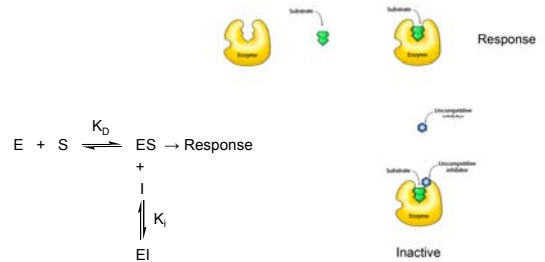 Substrate
Enzyme
Substrate
Enzyme
Response
Uncompetitive
inhibitor
K_D
E + S ⇌ ES → Response
+
I
K_i
EI
Substrate
Uncompetitive
inhibitor
Enzyme
Inactive